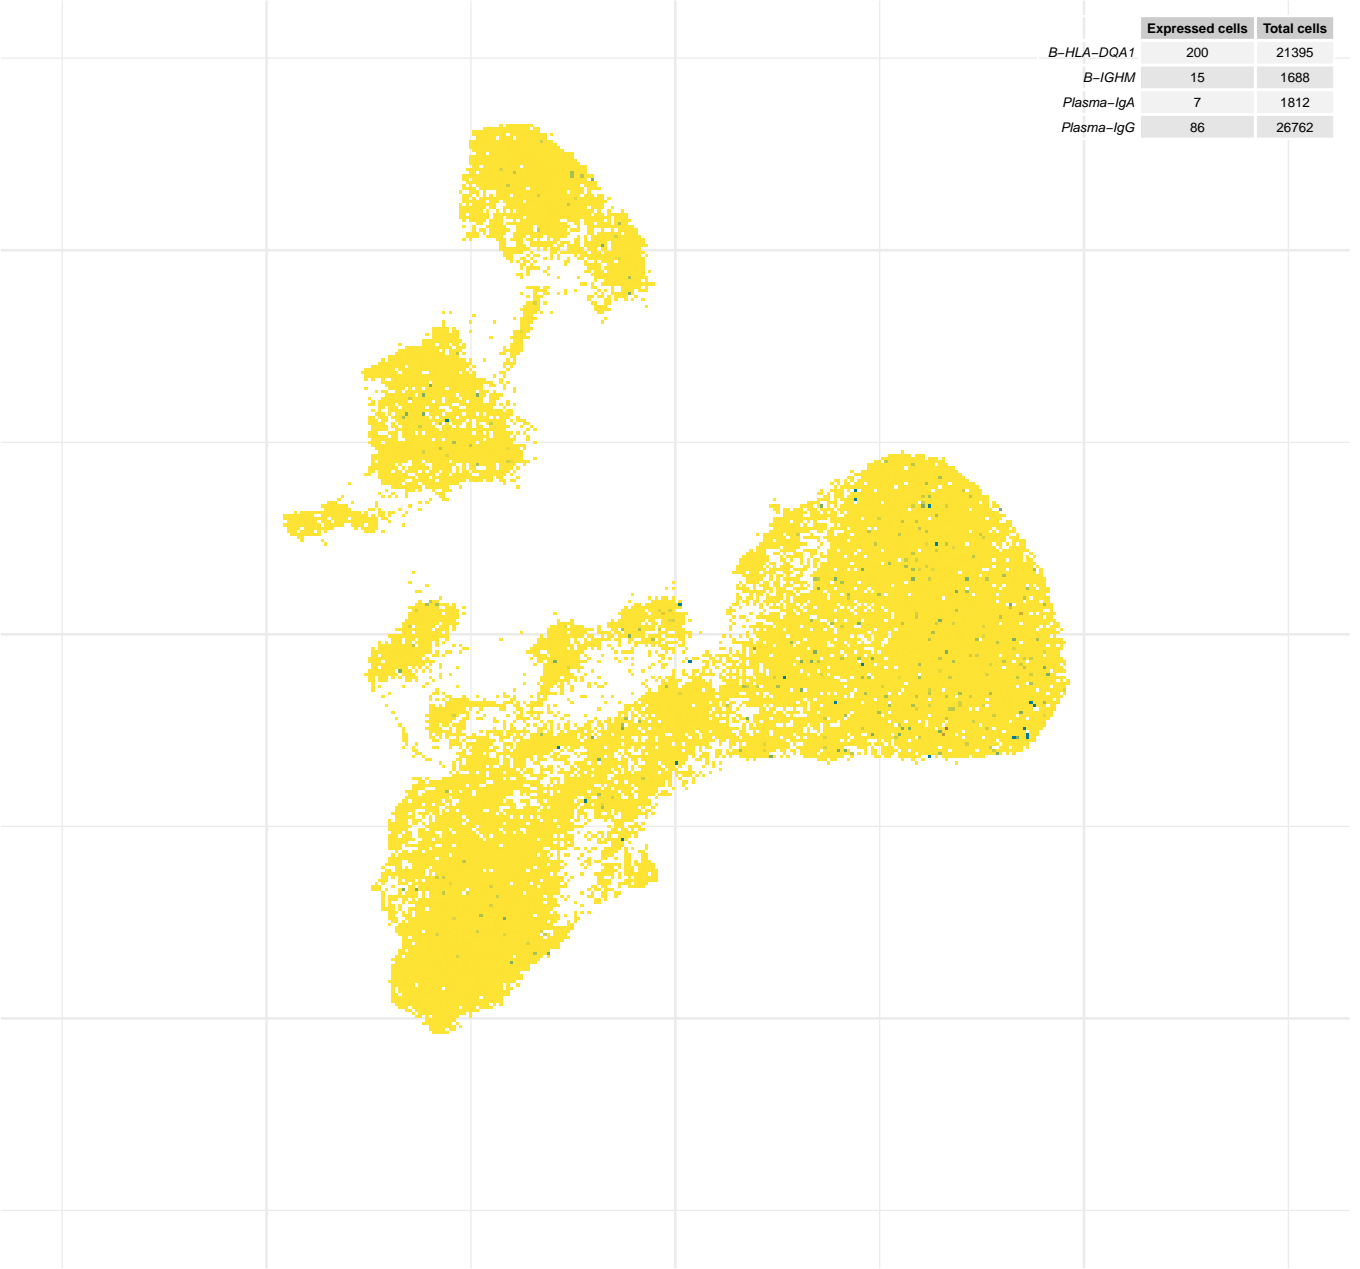 Expressed cells Total cells
B−HLA−DQA1 200 21395
B−IGHM 15 1688
Plasma−IgA 7 1812
Plasma−IgG 86 26762